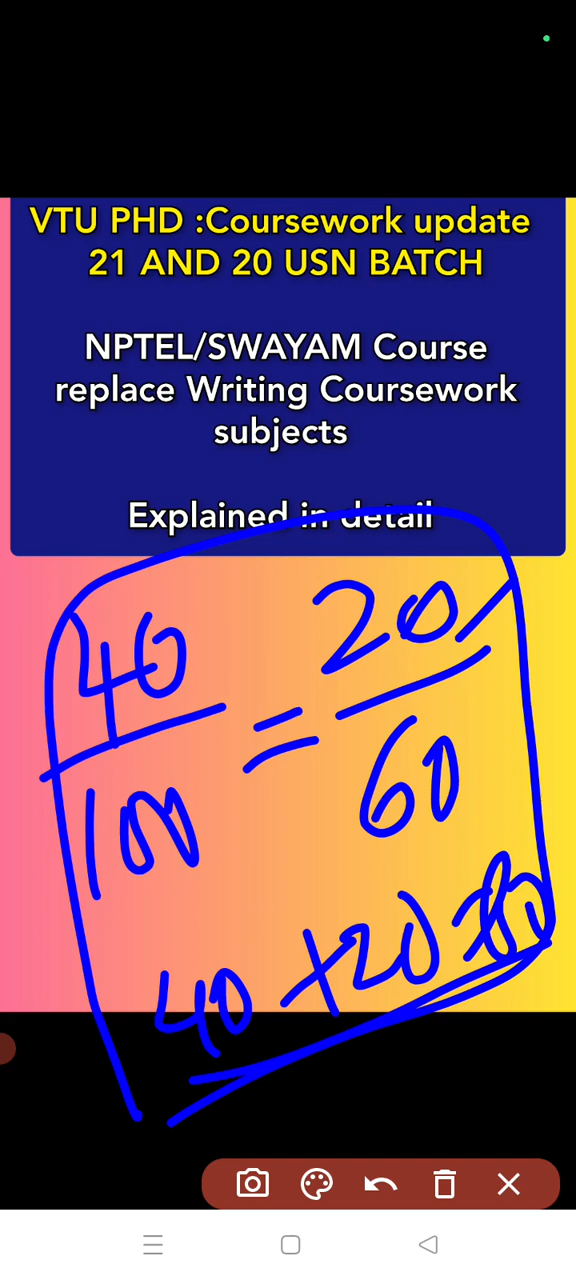 VTU PHD :Coursework update
21 AND 20 USN BATCH
NPTEL/SWAYAM Course
replace Writing Coursework
subjects
Explained in detail
40 = 20
100 60
40 + 20